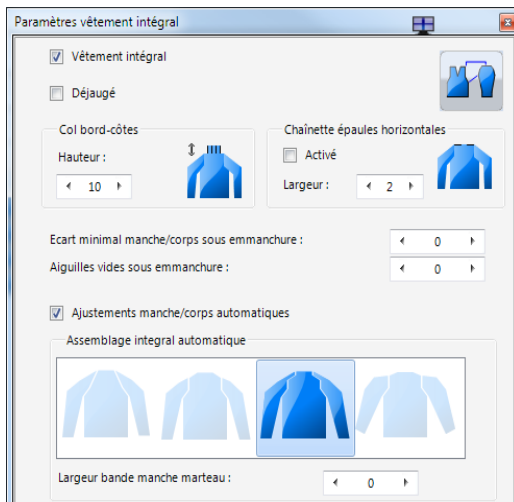 Paramètres vêtement intégral
Vêtement intégral
Déjaugé
Col bord-côtes
Hauteur :
10
Chaînette épaules horizontales
Activé
Largeur :
2
Ecart minimal manche/corps sous emmanchure :
0
Aiguilles vides sous emmanchure :
0
Ajustements manche/corps automatiques
Assemblage integral automatique
Largeur bande manche marteau :
0